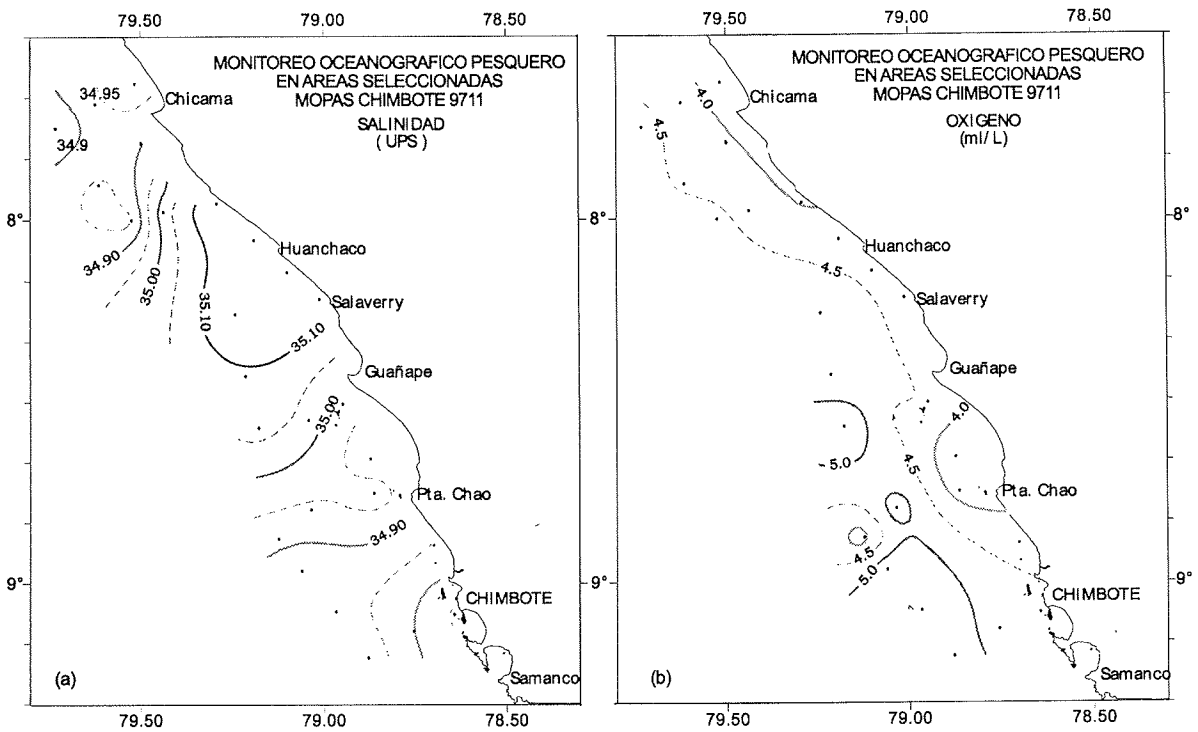 79.50 79.00 78.50
MONITOREO OCEANOGRAFICO PESQUERO
EN AREAS SELECCIONADAS
MOPAS CHIMBOTE 9711
SALINIDAD
( UPS )
34.95
Chicama
34.9
8°
34.90
35.00
35.10
Huanchaco
Salaverry
35.10
Guañape
35.00
Pta. Chao
34.90
9°
CHIMBOTE
Samanco
(a)
79.50 79.00 78.50
79.50 79.00 78.50
MONITOREO OCEANOGRAFICO PESQUERO
EN AREAS SELECCIONADAS
MOPAS CHIMBOTE 9711
OXIGENO
(ml/ L)
4.0
Chicama
4.5
8°
8°
Huanchaco
4.5
Salaverry
Guañape
4.0
5.0
4.5
Pta. Chao
4.5
5.0
9°
CHIMBOTE
Samanco
(b)
79.50 79.00 78.50